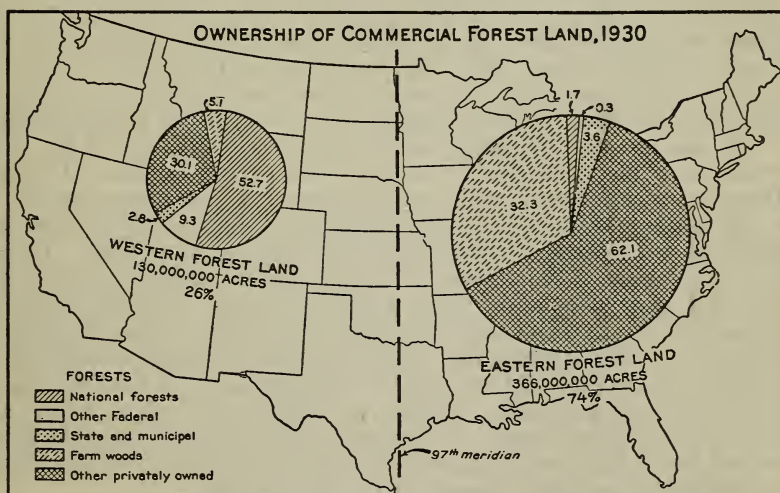 OWNERSHIP OF COMMERCIAL FOREST LAND, 1930
5.1
30.1
52.7
2.8
9.3
WESTERN FOREST LAND
130,000,000 ACRES
26%
1.7
0.3
3.6
32.3
62.1
EASTERN FOREST LAND
366,000,000 ACRES
74%
FORESTS
National forests
Other Federal
State and municipal
Farm woods
Other privately owned
97th meridian